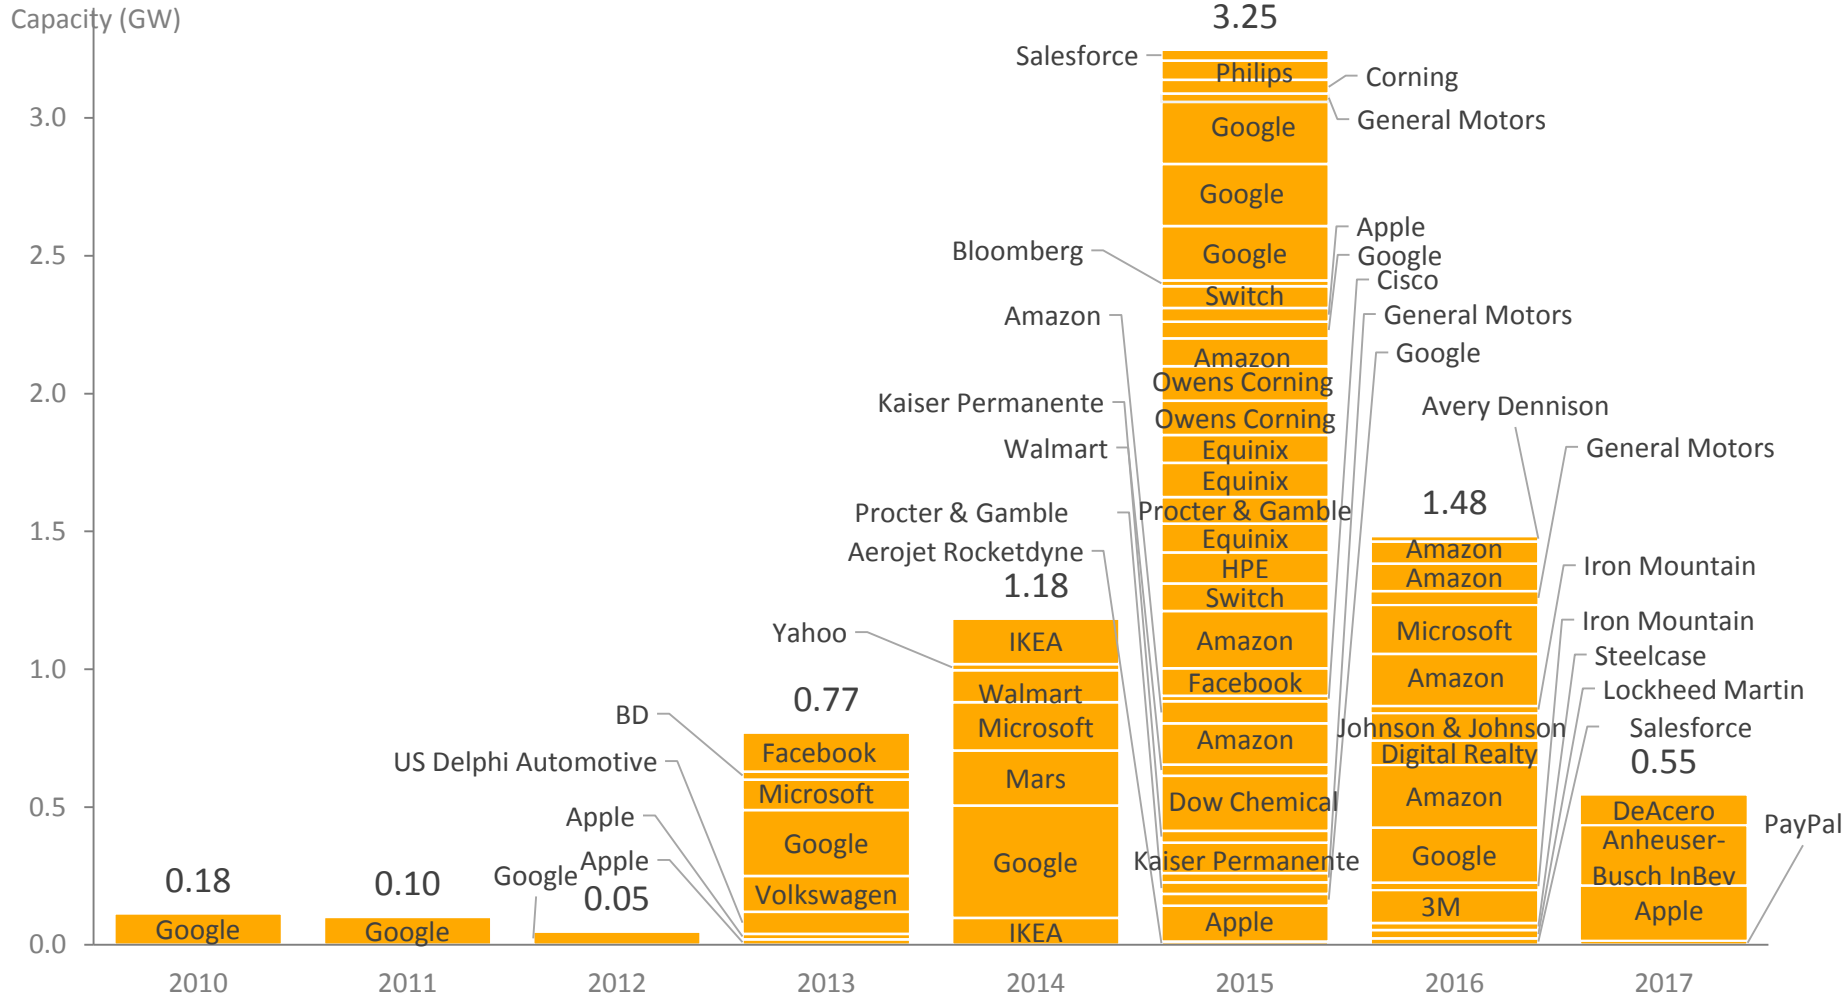 Capacity (GW)
3.25
Salesforce
Philips
Corning
3.0
General Motors
Google
Google
Apple
2.5
Bloomberg
Google
Google
Cisco
Switch
Amazon
General Motors
Google
Amazon
2.0
Owens Corning
Kaiser Permanente
Avery Dennison
Owens Corning
Walmart
Equinix
General Motors
Equinix
1.48
Procter & Gamble
Procter & Gamble
1.5
Equinix
Aerojet Rocketdyne
Amazon
HPE
Iron Mountain
1.18
Amazon
Switch
Yahoo
IKEA
Amazon
Microsoft
Iron Mountain
Steelcase
1.0
Facebook
Amazon
Lockheed Martin
0.77
Walmart
BD
Microsoft
Johnson & Johnson
Salesforce
Facebook
Amazon
Digital Realty
0.55
US Delphi Automotive
Mars
Microsoft
Dow Chemical
Amazon
DeAcero
0.5
Apple
PayPal
Google
Anheuser-
Busch InBev
Apple
Google
Kaiser Permanente
Google
0.18
0.10
Google
0.05
Volkswagen
3M
Apple
Google
Google
IKEA
Apple
0.0
2010
2011
2012
2013
2014
2015
2016
2017